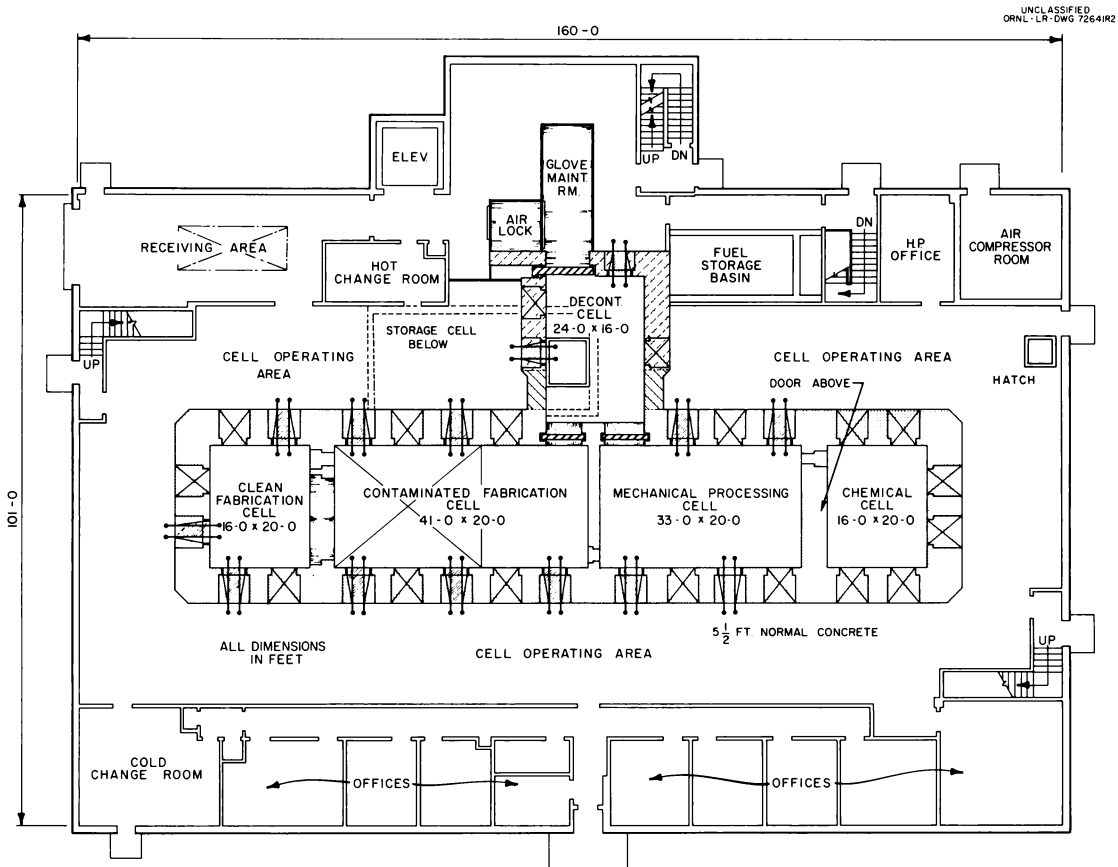 UNCLASSIFIED
ORNL-LR-DWG 72641R2
160-0
ELEV.
UP
DN
GLOVE
MAINT.
RM.
AIR
LOCK
RECEIVING AREA
HOT
CHANGE ROOM
FUEL
STORAGE
BASIN
DN
H.P.
OFFICE
AIR
COMPRESSOR
ROOM
DECONT.
CELL
24-0 X 16-0
STORAGE CELL
BELOW
UP
CELL OPERATING
AREA
CELL OPERATING AREA
HATCH
DOOR ABOVE
101-0
CLEAN
FABRICATION
CELL
16-0 X 20-0
CONTAMINATED FABRICATION
CELL
41-0 X 20-0
MECHANICAL PROCESSING
CELL
33-0 X 20-0
CHEMICAL
CELL
16-0 X 20-0
5 1/2 FT. NORMAL CONCRETE
ALL DIMENSIONS
IN FEET
CELL OPERATING AREA
UP
COLD
CHANGE ROOM
OFFICES
OFFICES